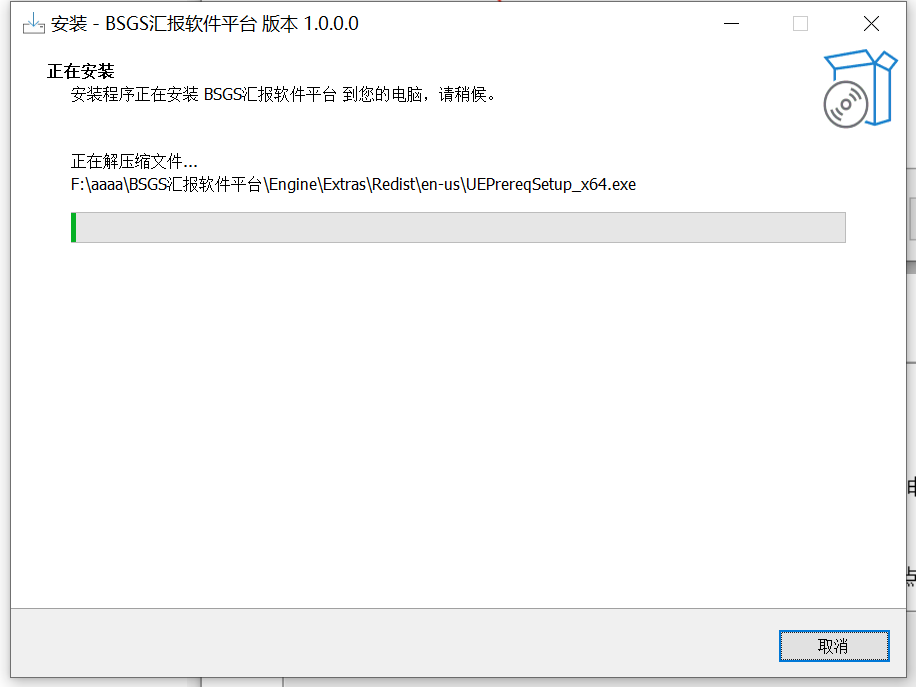 安装 - BSGS汇报软件平台 版本 1.0.0.0
正在安装
安装程序正在安装 BSGS汇报软件平台 到您的电脑，请稍候。
正在解压缩文件...
F:\aaaa\BSGS汇报软件平台\Engine\Extras\Redist\en-us\UEPrereqSetup_x64.exe
取消